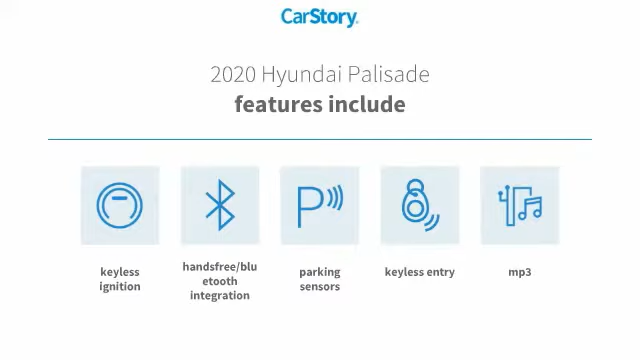 CarStory
2020 Hyundai Palisade
features include
keyless
ignition
handsfree/blu
etooth
integration
parking
sensors
keyless entry
mp3